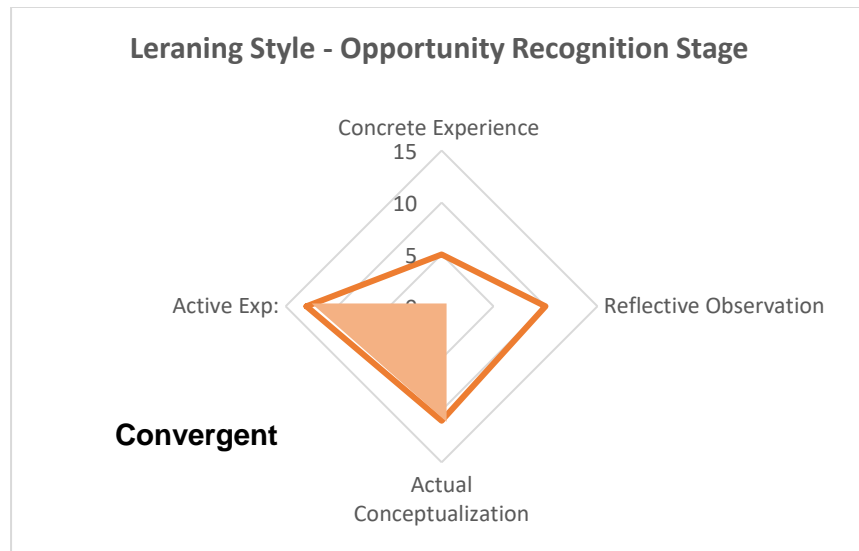 Leraning Style - Opportunity Recognition Stage
Concrete Experience
15
10
5
Active Exp:
Reflective Observation
Convergent
Actual
Conceptualization